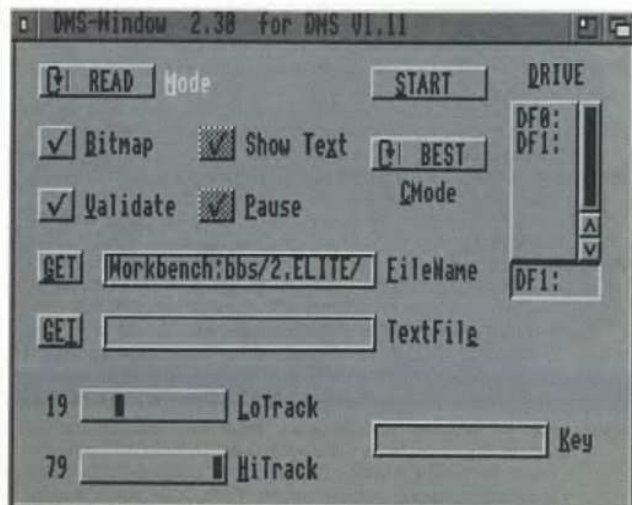 DMS-Window 2.30 for DMS V1.11
READ Mode
START
DRIVE
Bitmap
Show Text
BEST
CMode
DF0:
DF1:
Validate
Pause
GET Workbench:bbs/2.ELITE/ FileName
DF1:
GET TextFile
19 LoTrack
Key
79 HiTrack